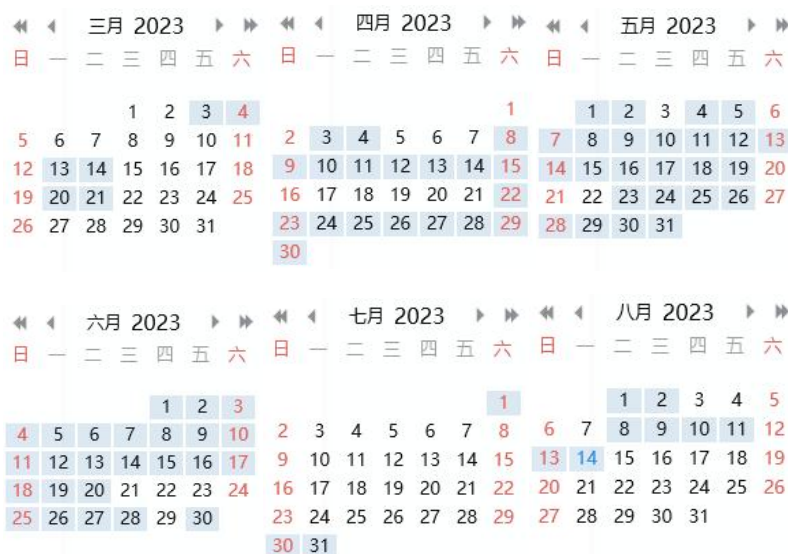 三月 2023
日 一 二 三 四 五 六
1 2 3 4
5 6 7 8 9 10 11
12 13 14 15 16 17 18
19 20 21 22 23 24 25
26 27 28 29 30 31
四月 2023
日 一 二 三 四 五 六
1
2 3 4 5 6 7 8
9 10 11 12 13 14 15
16 17 18 19 20 21 22
23 24 25 26 27 28 29
30
五月 2023
日 一 二 三 四 五 六
1 2 3 4 5 6
7 8 9 10 11 12 13
14 15 16 17 18 19 20
21 22 23 24 25 26 27
28 29 30 31
六月 2023
日 一 二 三 四 五 六
1 2 3
4 5 6 7 8 9 10
11 12 13 14 15 16 17
18 19 20 21 22 23 24
25 26 27 28 29 30
七月 2023
日 一 二 三 四 五 六
1
2 3 4 5 6 7 8
9 10 11 12 13 14 15
16 17 18 19 20 21 22
23 24 25 26 27 28 29
30 31
八月 2023
日 一 二 三 四 五 六
1 2 3 4 5
6 7 8 9 10 11 12
13 14 15 16 17 18 19
20 21 22 23 24 25 26
27 28 29 30 31